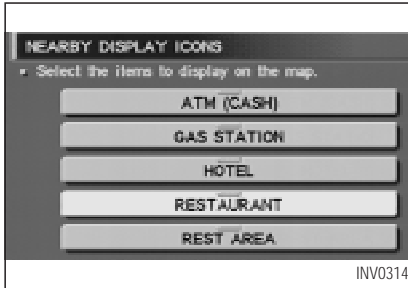 NEARBY DISPLAY ICONS
Select the items to display on the map.
ATM (CASH)
GAS STATION
HOTEL
RESTAURANT
REST AREA
INV0314